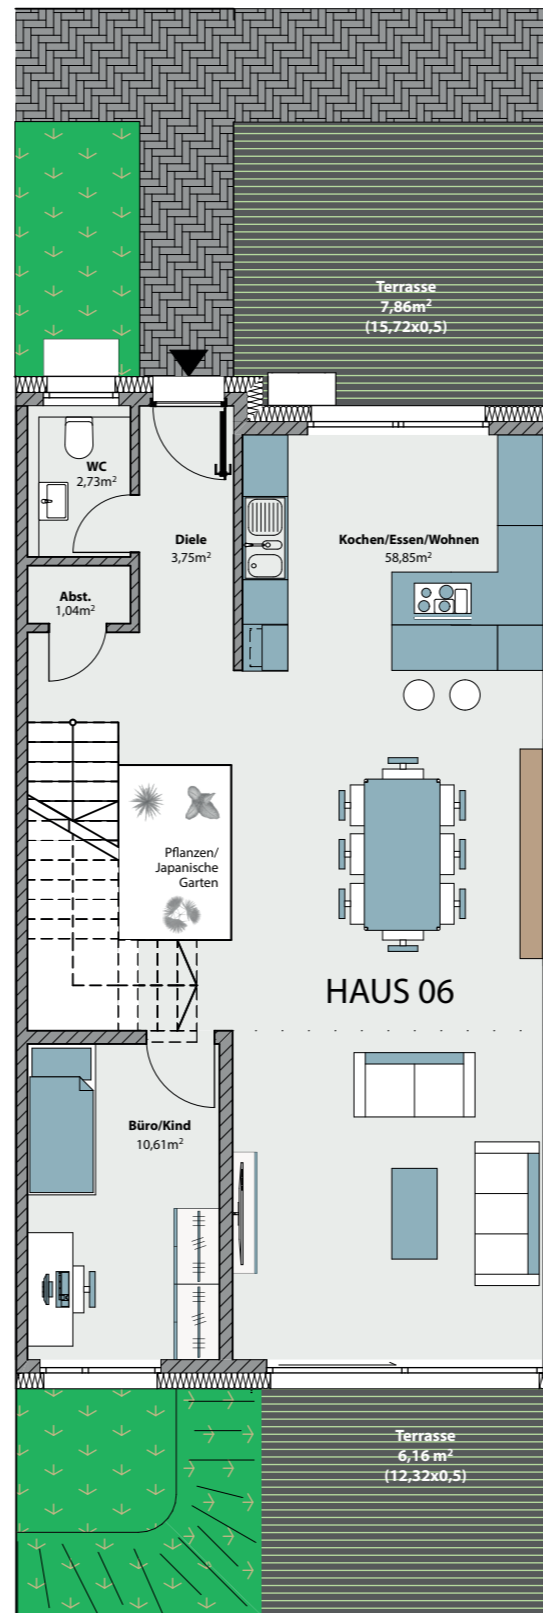 Terrasse
7,86m²
(15,72x0,5)
WC
2,73m²
Diele
3,75m²
Kochen/Essen/Wohnen
58,85m²
Abst.
1,04m²
Pflanzen/
Japanische
Garten
HAUS 06
Büro/Kind
10,61m²
Terrasse
6,16 m²
(12,32x0,5)